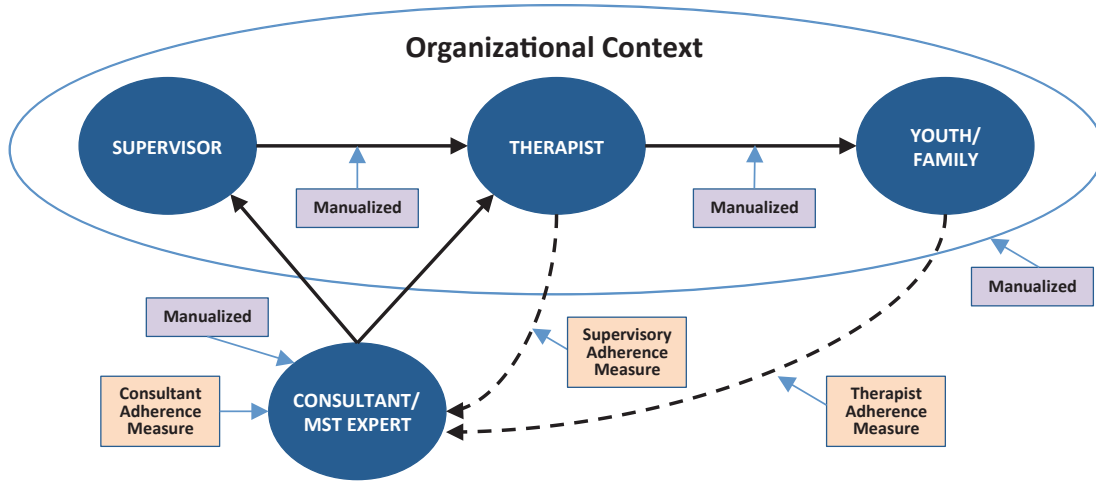 Organizational Context
SUPERVISOR
THERAPIST
YOUTH/
FAMILY
Manualized
Manualized
Manualized
Manualized
Supervisory
Adherence
Measure
Consultant
Adherence
Measure
CONSULTANT/
MST EXPERT
Therapist
Adherence
Measure